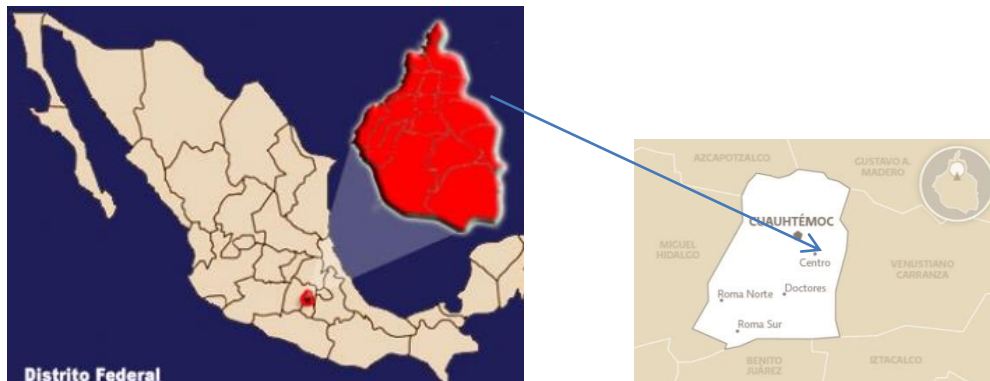 Distrito Federal
AZCAPOTZALCO
GUSTAVO A.
MADERO
CUAUHTÉMOC
MIGUEL
HIDALGO
Centro
VENUSTIANO
CARRANZA
Roma Norte
Doctores
Roma Sur
BENITO
JUÁREZ
IZTACALCO